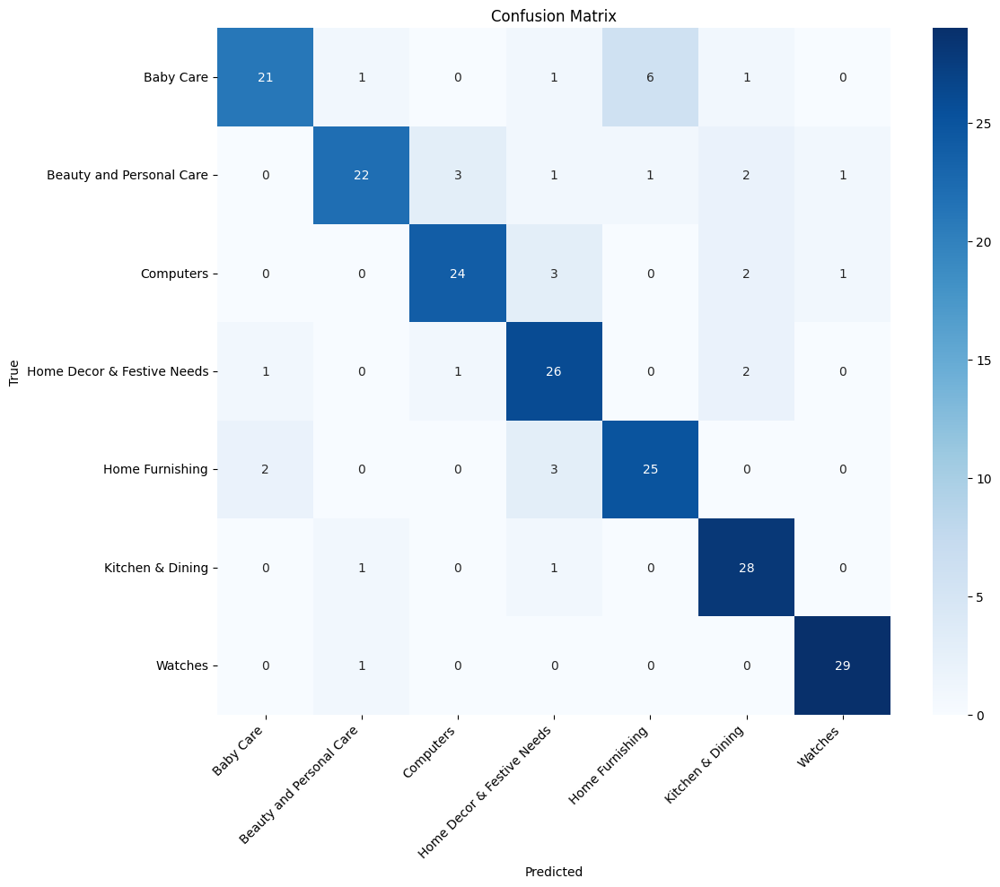 Confusion Matrix
Baby Care 21 1 0 1 6 1 0
Beauty and Personal Care 0 22 3 1 1 2 1
Computers 0 0 24 3 0 2 1
Home Decor & Festive Needs 1 0 1 26 0 2 0
Home Furnishing 2 0 0 3 25 0 0
Kitchen & Dining 0 1 0 1 0 28 0
Watches 0 1 0 0 0 0 29
True
Baby Care
Beauty and Personal Care
Computers
Home Decor & Festive Needs
Home Furnishing
Kitchen & Dining
Watches
Predicted
25
20
15
10
5
0